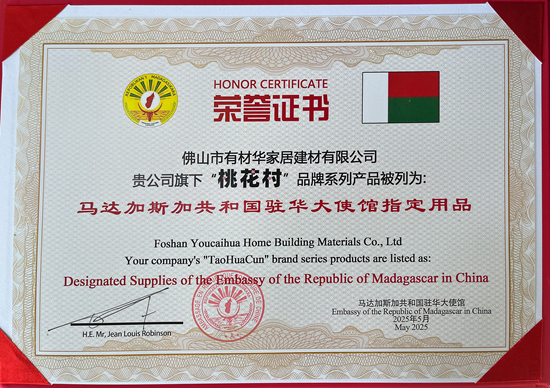 HONOR CERTIFICATE
荣誉证书
佛山市有材华家居建材有限公司
贵公司旗下“桃花村”品牌系列产品被列为:
马达加斯加共和国驻华大使馆指定用品
Foshan Youcaihua Home Building Materials Co., Ltd
Your company's "TaoHuaCun" brand series products are listed as:
Designated Supplies of the Embassy of the Republic of Madagascar in China
马达加斯加共和国驻华大使馆
Embassy of the Republic of Madagascar in China
2025年5月
May 2025
H.E. Mr, Jean Louis Robinson